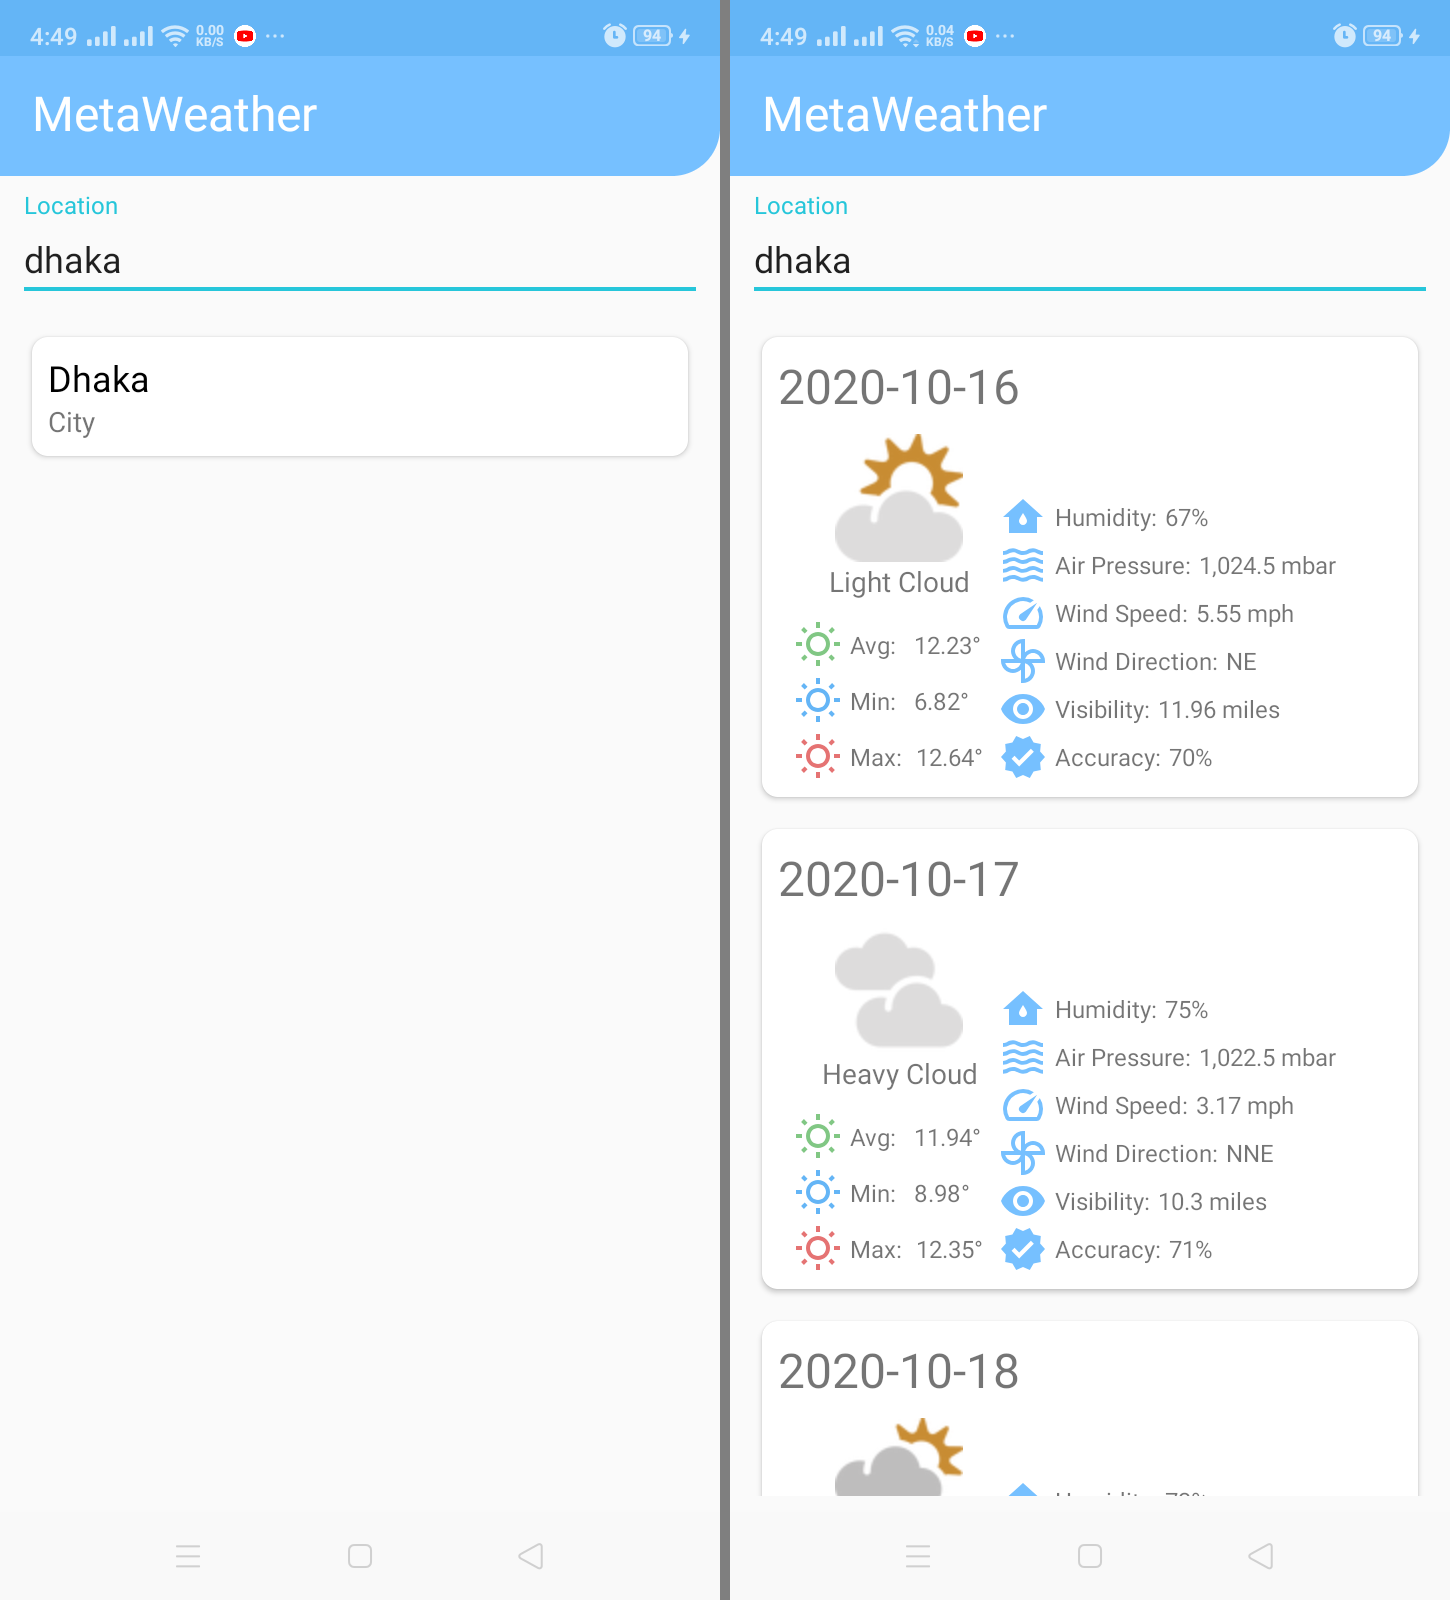 4:49 0.00 KB/S 94
MetaWeather
Location
dhaka
Dhaka
City
4:49 0.04 KB/S 94
MetaWeather
Location
dhaka
2020-10-16
Light Cloud
Avg: 12.23°
Min: 6.82°
Max: 12.64°
Humidity: 67%
Air Pressure: 1,024.5 mbar
Wind Speed: 5.55 mph
Wind Direction: NE
Visibility: 11.96 miles
Accuracy: 70%
2020-10-17
Heavy Cloud
Avg: 11.94°
Min: 8.98°
Max: 12.35°
Humidity: 75%
Air Pressure: 1,022.5 mbar
Wind Speed: 3.17 mph
Wind Direction: NNE
Visibility: 10.3 miles
Accuracy: 71%
2020-10-18